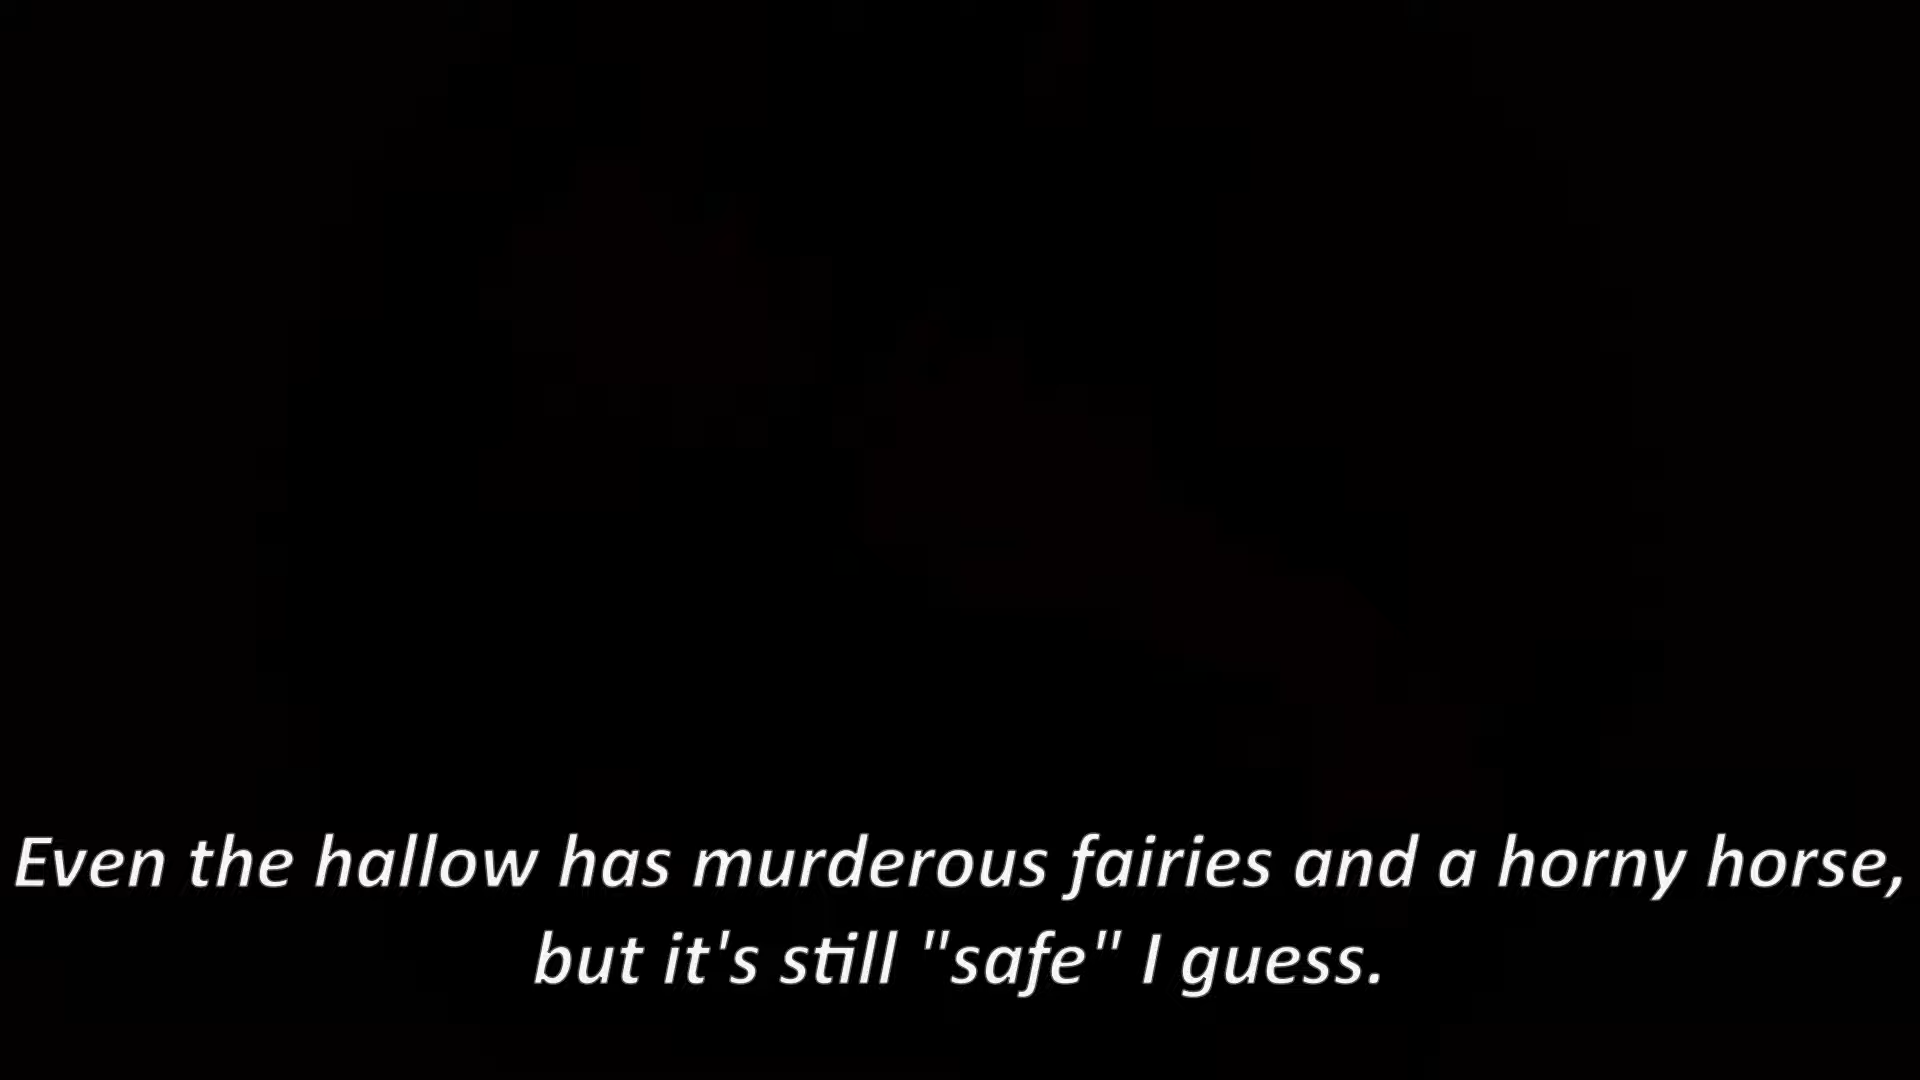 Even the hallow has murderous fairies and a horny horse,
but it's still "safe" I guess.